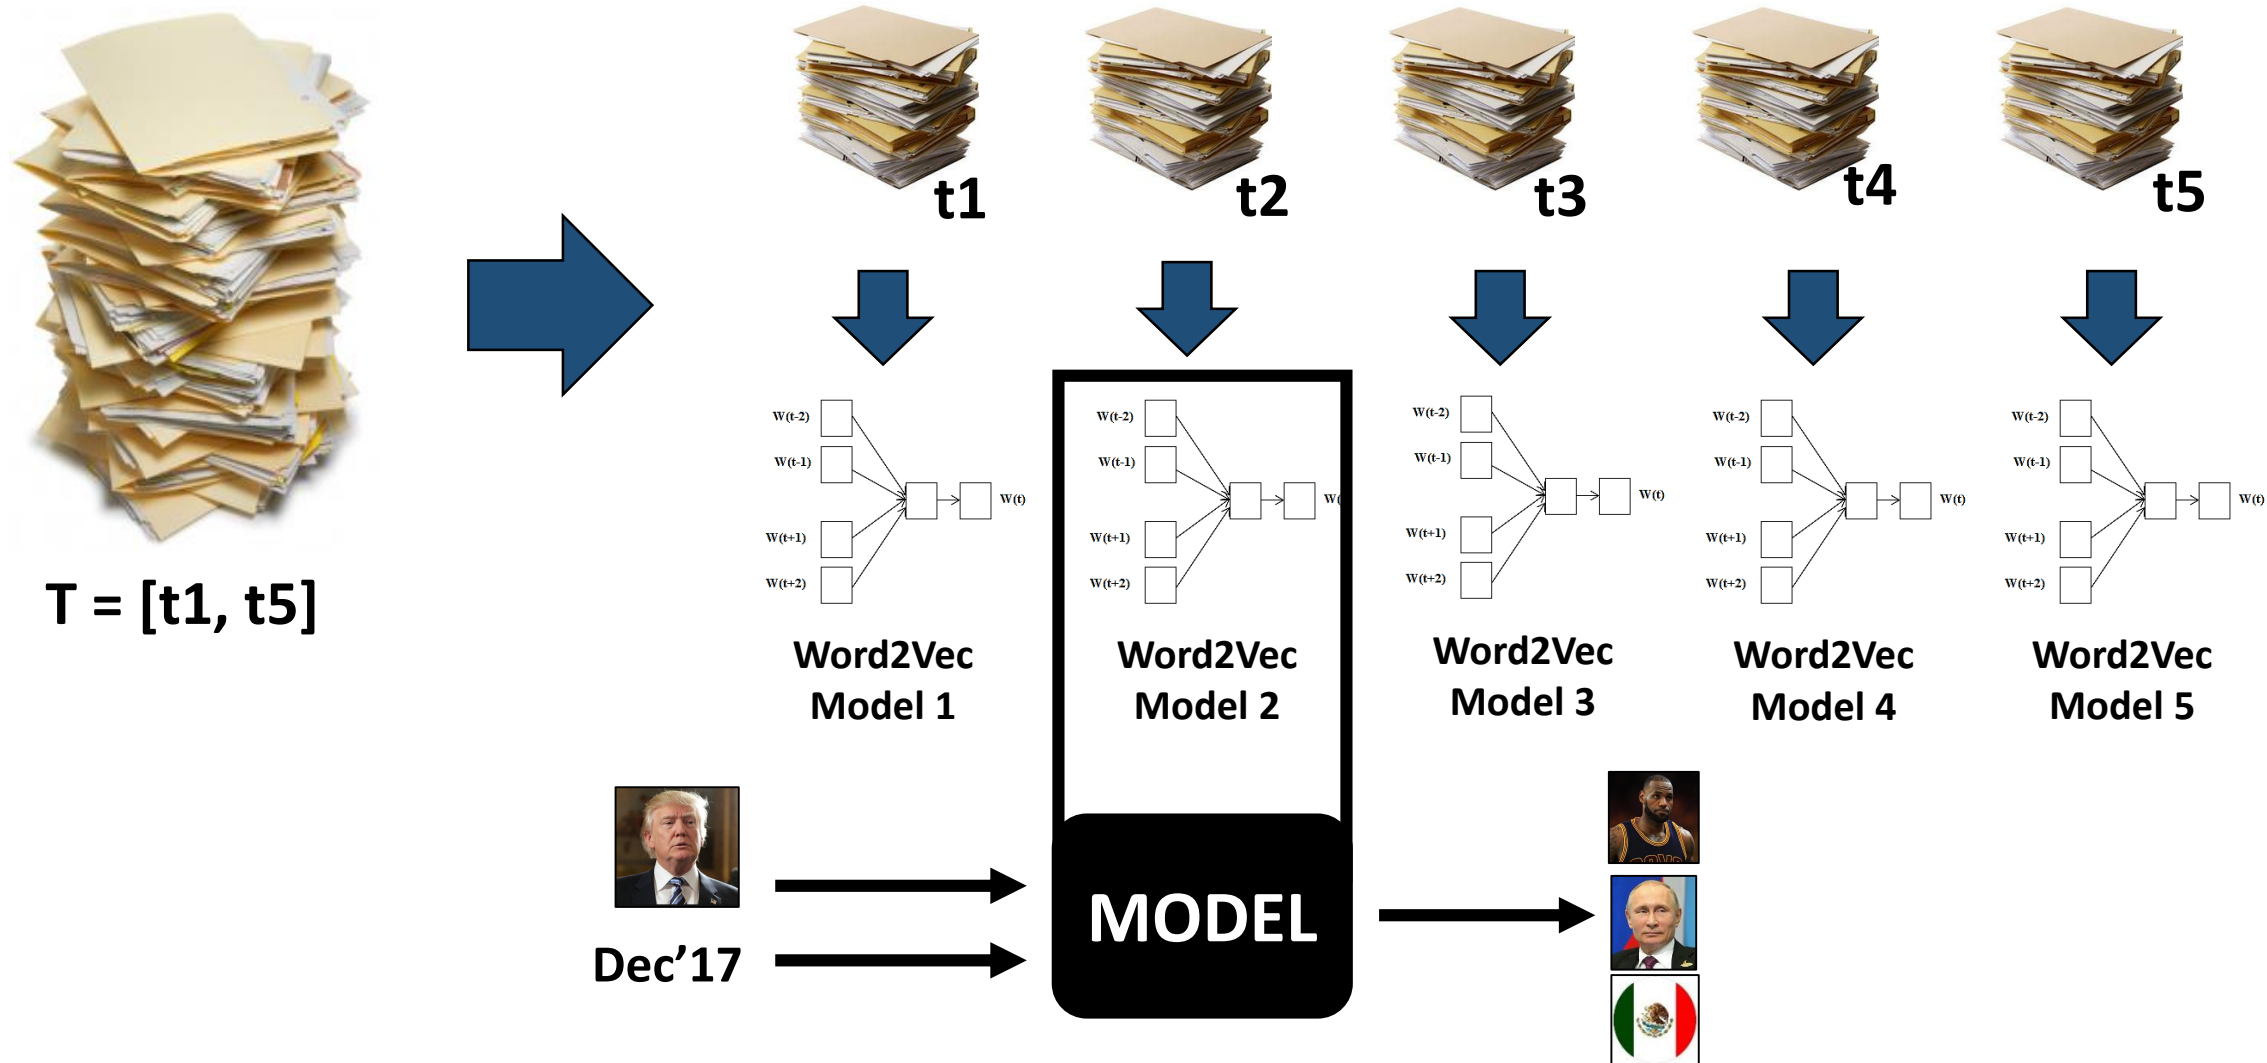 t1
t2
t3
t4
t5
T = [t1, t5]
W(t-2)
W(t-1)
W(t)
W(t+1)
W(t+2)
Word2Vec
Model 1
W(t-2)
W(t-1)
W(
W(t+1)
W(t+2)
Word2Vec
Model 2
W(t-2)
W(t-1)
W(t)
W(t+1)
W(t+2)
Word2Vec
Model 3
W(t-2)
W(t-1)
W(t)
W(t+1)
W(t+2)
Word2Vec
Model 4
W(t-2)
W(t-1)
W(t)
W(t+1)
W(t+2)
Word2Vec
Model 5
Dec’17
MODEL